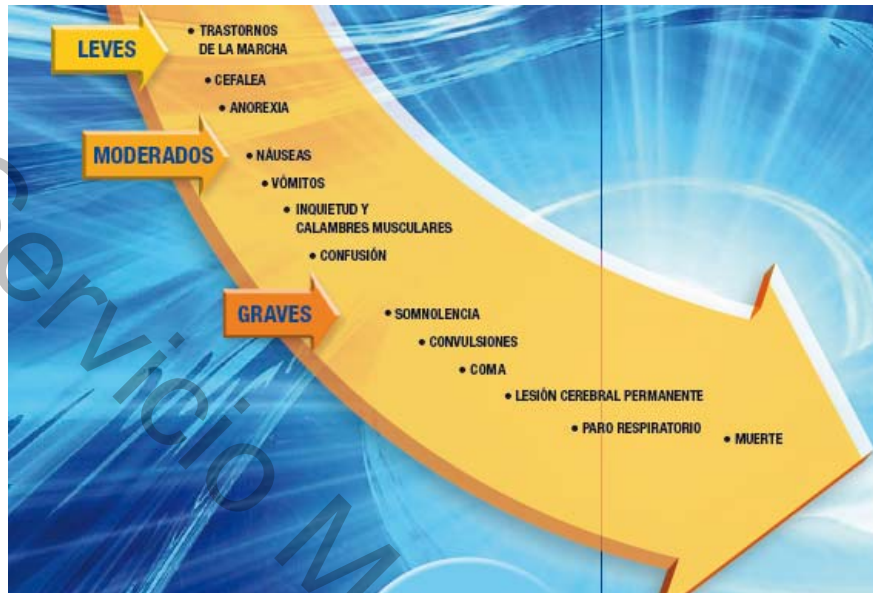 LEVES
• TRASTORNOS
DE LA MARCHA
• CEFALEA
• ANOREXIA
MODERADOS
• NÁUSEAS
• VÓMITOS
• INQUIETUD Y
CALAMBRES MUSCULARES
• CONFUSIÓN
GRAVES
• SOMNOLENCIA
• CONVULSIONES
• COMA
• LESIÓN CEREBRAL PERMANENTE
• PARO RESPIRATORIO
• MUERTE
Servicio M